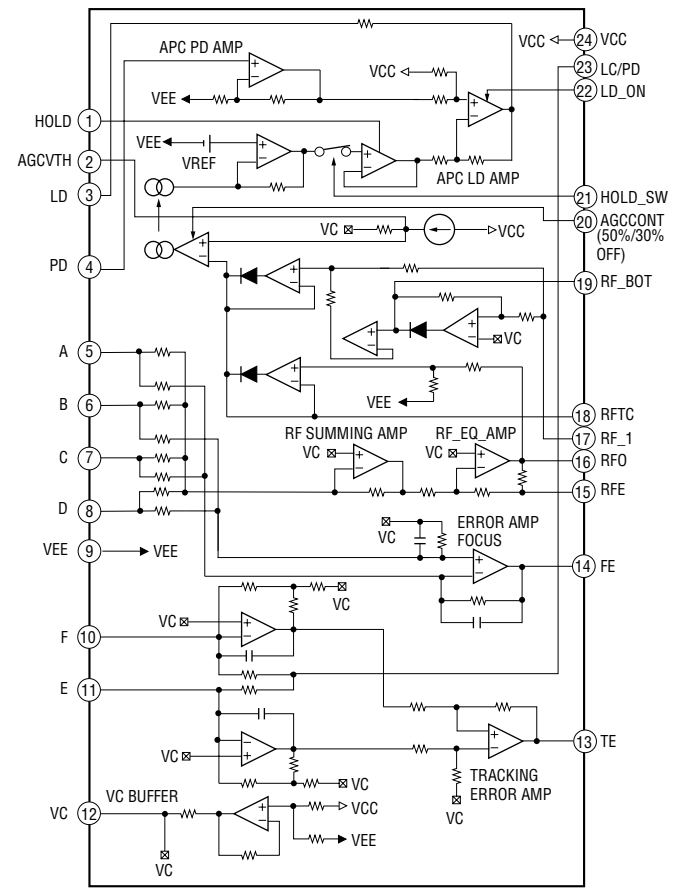 APC PD AMP
VCC
24 VCC
23 LC/PD
VCC
22 LD_ON
VEE
HOLD 1
VEE
VREF
AGCVTH 2
APC LD AMP
LD 3
21 HOLD_SW
VC
VCC
20 AGCCONT
(50%/30%
OFF)
PD 4
19 RF_BOT
VC
A 5
VEE
B 6
18 RFTC
RF SUMMING AMP
RF_EQ_AMP
17 RF_1
C 7
VC
VC
16 RFO
15 RFE
D 8
VC
ERROR AMP
FOCUS
VEE 9
VEE
14 FE
VC
VC
F 10
E 11
13 TE
VC
VC
TRACKING
ERROR AMP
VC
VC 12
VC BUFFER
VCC
VEE
VC